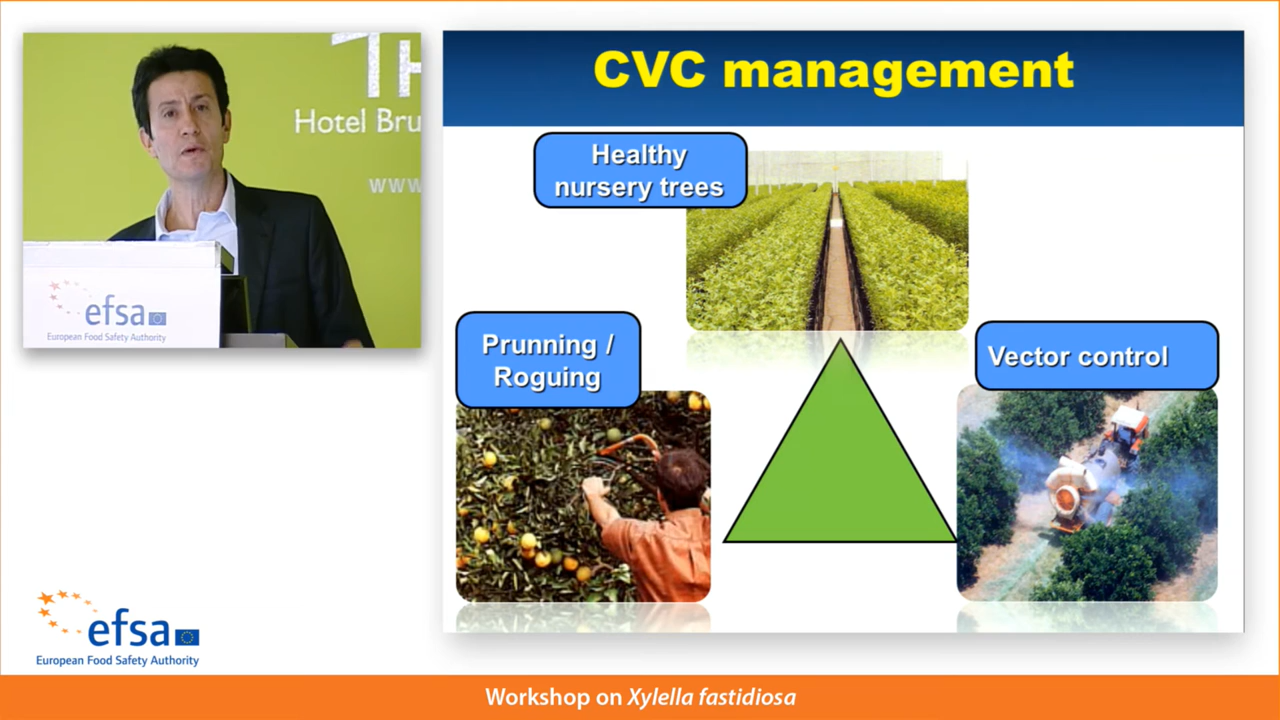 Hotel Bru
www
efsa
European Food Safety Authority
CVC management
Healthy
nursery trees
Prunning /
Roguing
Vector control
efsa
European Food Safety Authority
Workshop on Xylella fastidiosa